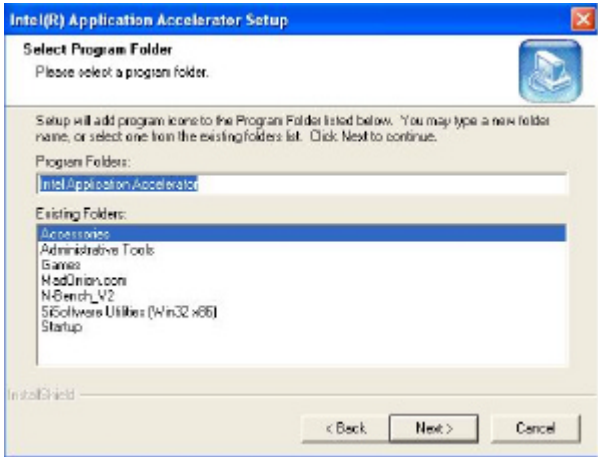 Intel(R) Application Accelerator Setup
Select Program Folder
Please select a program folder.
Setup will add program icons to the Program Folder listed below. You may type a new folder
name, or select one from the existing folders list. Click Next to continue.
Program Folders:
Intel Application Accelerator
Existing Folders:
Accessories
Administrative Tools
Games
MadOnion.com
N-Bench_V2
SiSoftware Utilities (Win32 x86)
Startup
InstallShield
< Back
Next >
Cancel